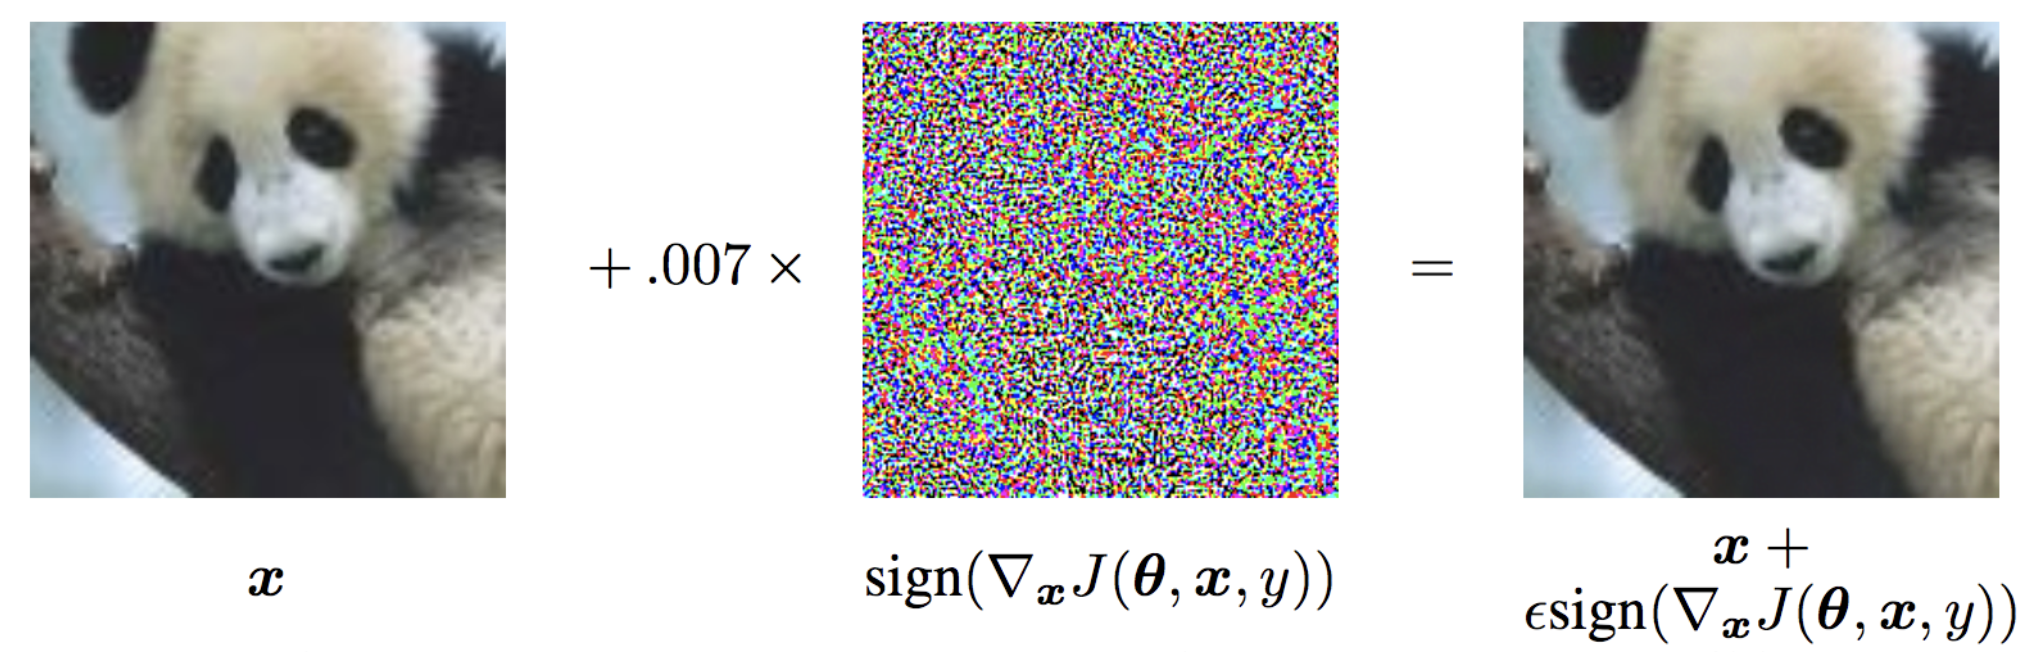 + .007 ×
=
x
sign(∇ₓJ(θ, x, y))
x +
ϵsign(∇ₓJ(θ, x, y))